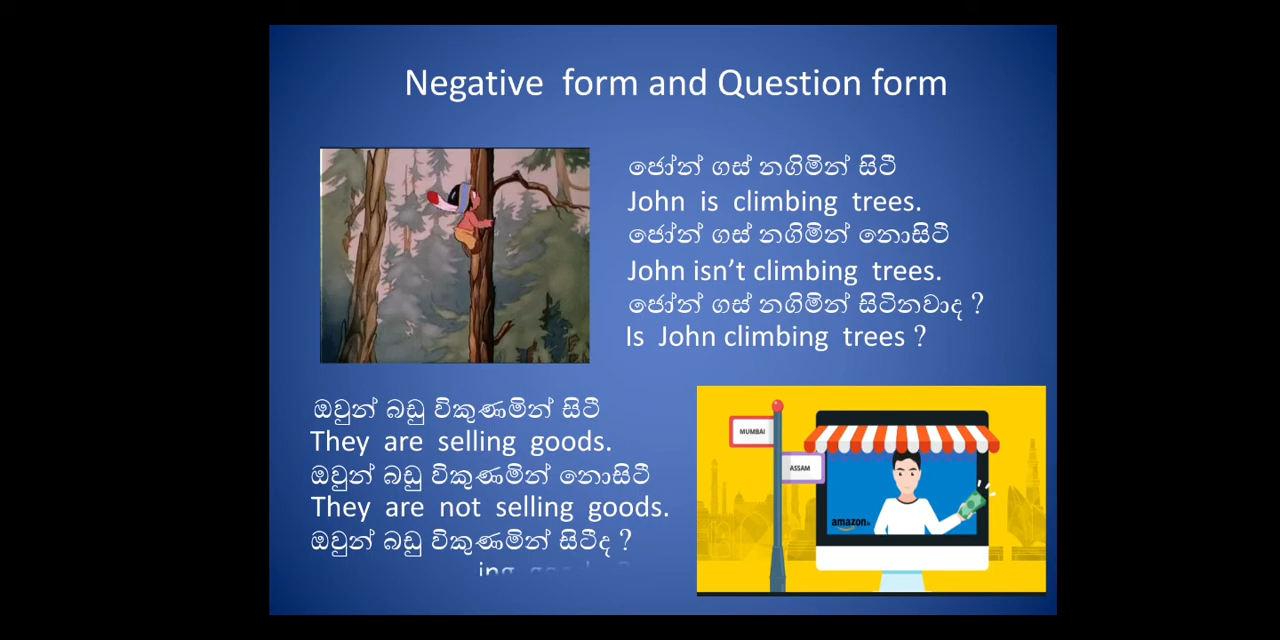 Negative form and Question form
ජෝන් ගස් නගිමින් සිටී
John is climbing trees.
ජෝන් ගස් නගිමින් නොසිටී
John isn't climbing trees.
ජෝන් ගස් නගිමින් සිටිනවාද ?
Is John climbing trees ?
ඔවුන් බඩු විකුණමින් සිටී
They are selling goods.
ඔවුන් බඩු විකුණමින් නොසිටී
They are not selling goods.
ඔවුන් බඩු විකුණමින් සිටීද ?
MUMBAI
ASSAM
amazon